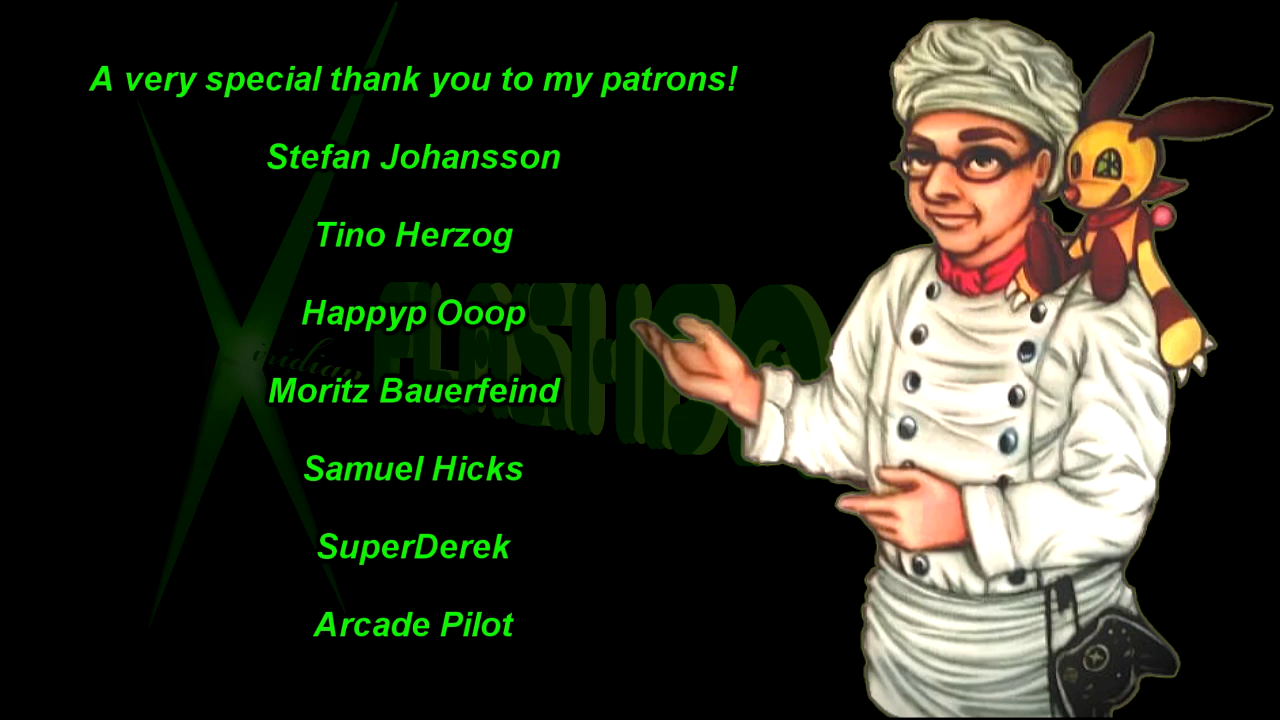 A very special thank you to my patrons!
Stefan Johansson
Tino Herzog
Happyp Ooop
Moritz Bauerfeind
Samuel Hicks
SuperDerek
Arcade Pilot